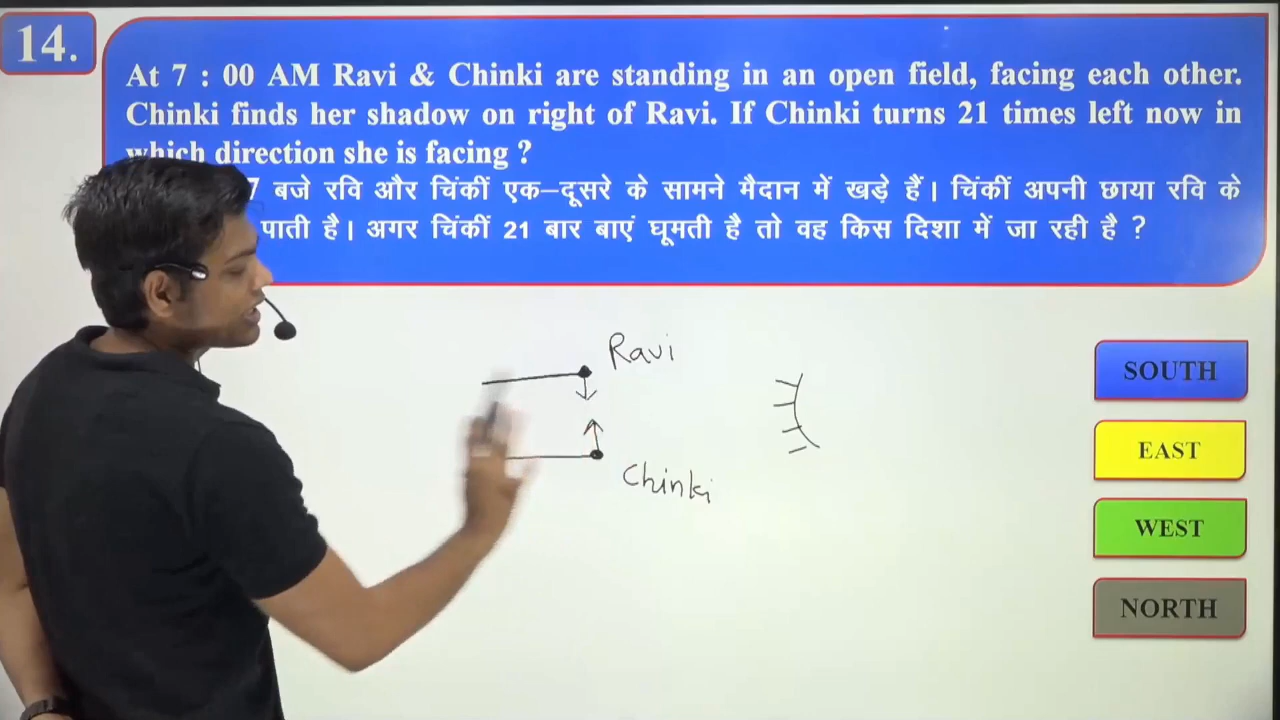 14.
At 7 : 00 AM Ravi & Chinki are standing in an open field, facing each other.
Chinki finds her shadow on right of Ravi. If Chinki turns 21 times left now in
which direction she is facing ?
7 बजे रवि और चिंकीं एक–दूसरे के सामने मैदान में खड़े हैं। चिंकीं अपनी छाया रवि के
पाती है। अगर चिंकीं 21 बार बाएं घूमती है तो वह किस दिशा में जा रही है ?
Ravi
Chinki
SOUTH
EAST
WEST
NORTH